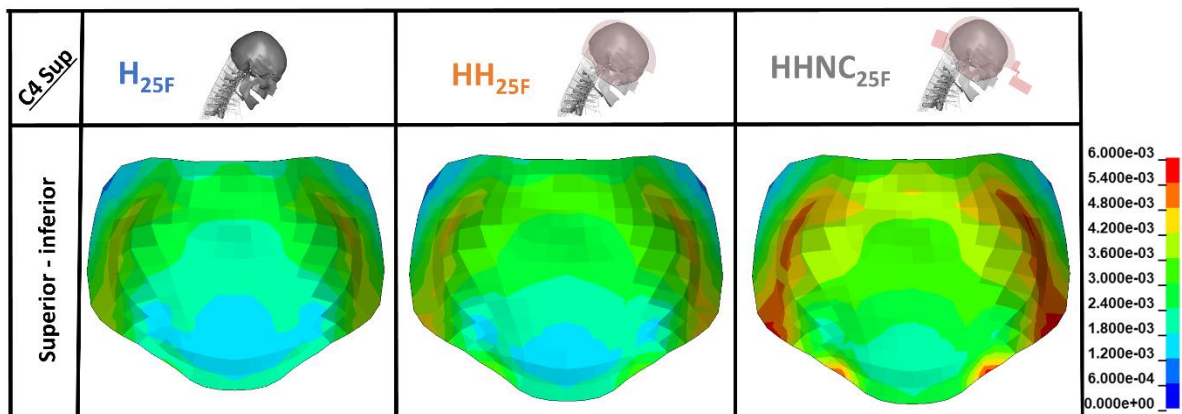 C4 Sup
H25F
HH25F
HHNC25F
Superior - inferior
6.000e-03
5.400e-03
4.800e-03
4.200e-03
3.600e-03
3.000e-03
2.400e-03
1.800e-03
1.200e-03
6.000e-04
0.000e+00